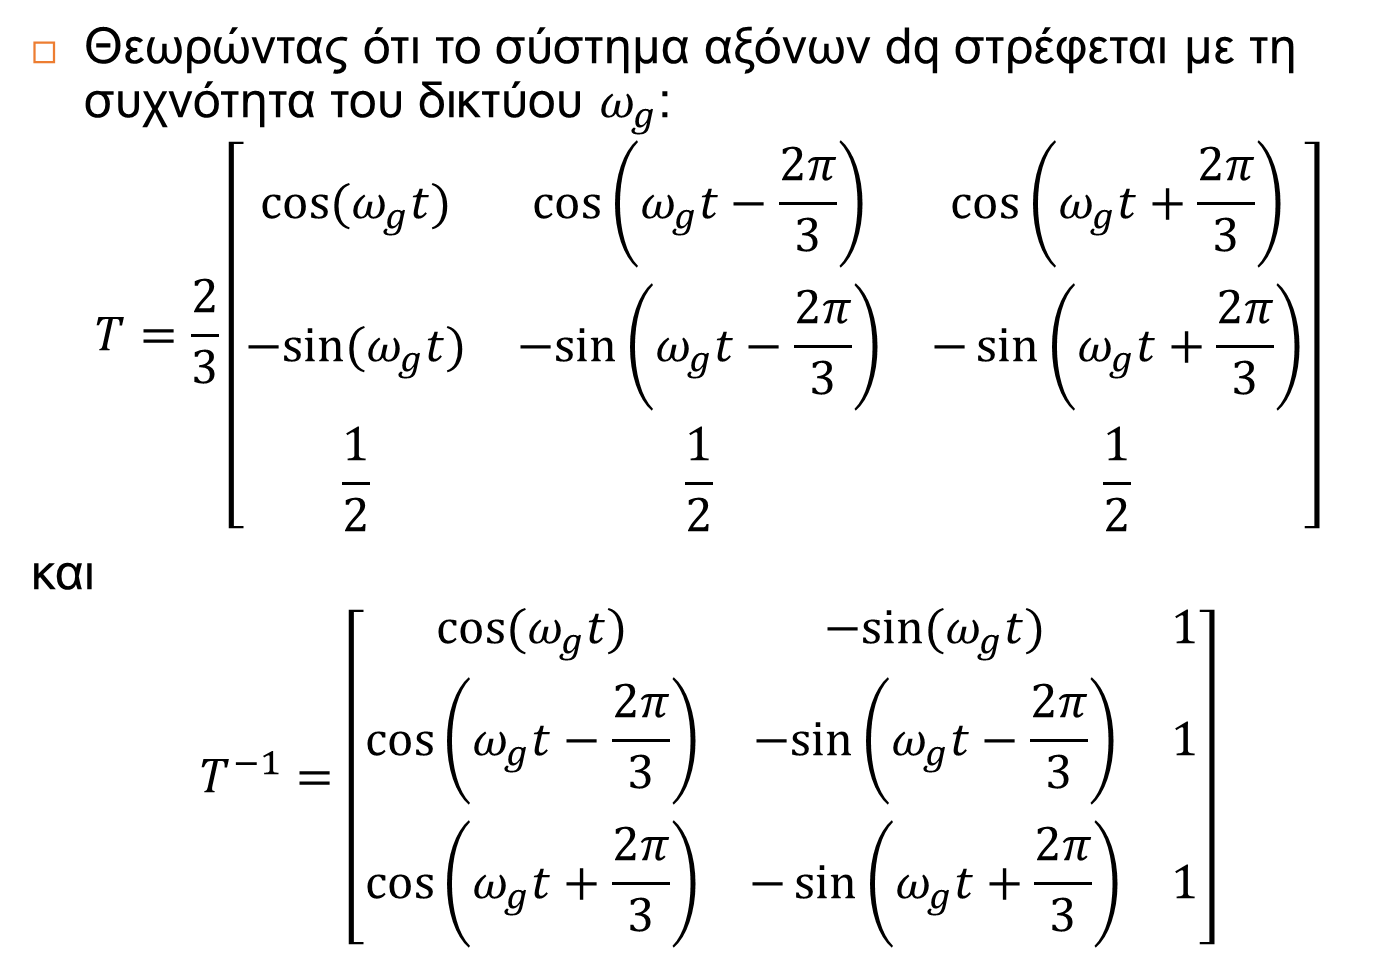 Θεωρώντας ότι το σύστημα αξόνων dq στρέφεται με τη
συχνότητα του δικτύου ω_g:
T = 2/3 [ cos(ω_g t) cos(ω_g t − 2π/3) cos(ω_g t + 2π/3)
−sin(ω_g t) −sin(ω_g t − 2π/3) − sin(ω_g t + 2π/3)
1/2 1/2 1/2 ]
και
T^−1 = [ cos(ω_g t) −sin(ω_g t) 1
cos(ω_g t − 2π/3) −sin(ω_g t − 2π/3) 1
cos(ω_g t + 2π/3) − sin(ω_g t + 2π/3) 1 ]